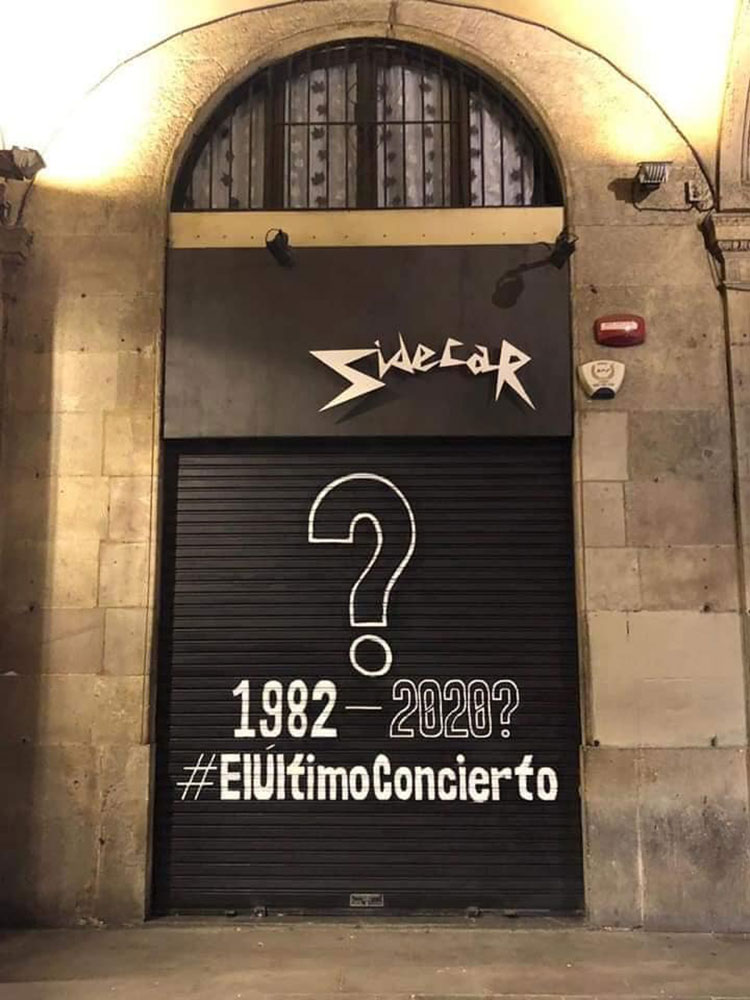 SidecaR
?
1982 — 2020?
#ElÚltimoConcierto